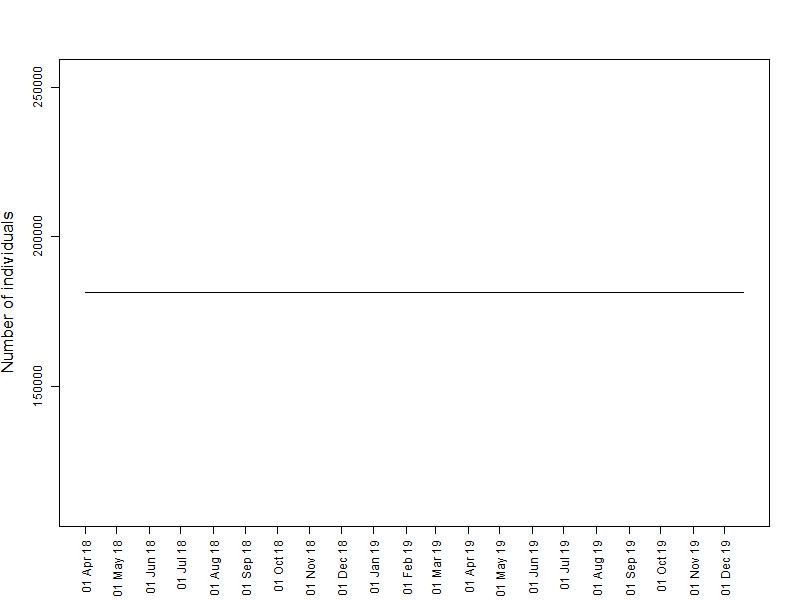 Number of individuals
250000
200000
150000
01 Apr 18
01 May 18
01 Jun 18
01 Jul 18
01 Aug 18
01 Sep 18
01 Oct 18
01 Nov 18
01 Dec 18
01 Jan 19
01 Feb 19
01 Mar 19
01 Apr 19
01 May 19
01 Jun 19
01 Jul 19
01 Aug 19
01 Sep 19
01 Oct 19
01 Nov 19
01 Dec 19